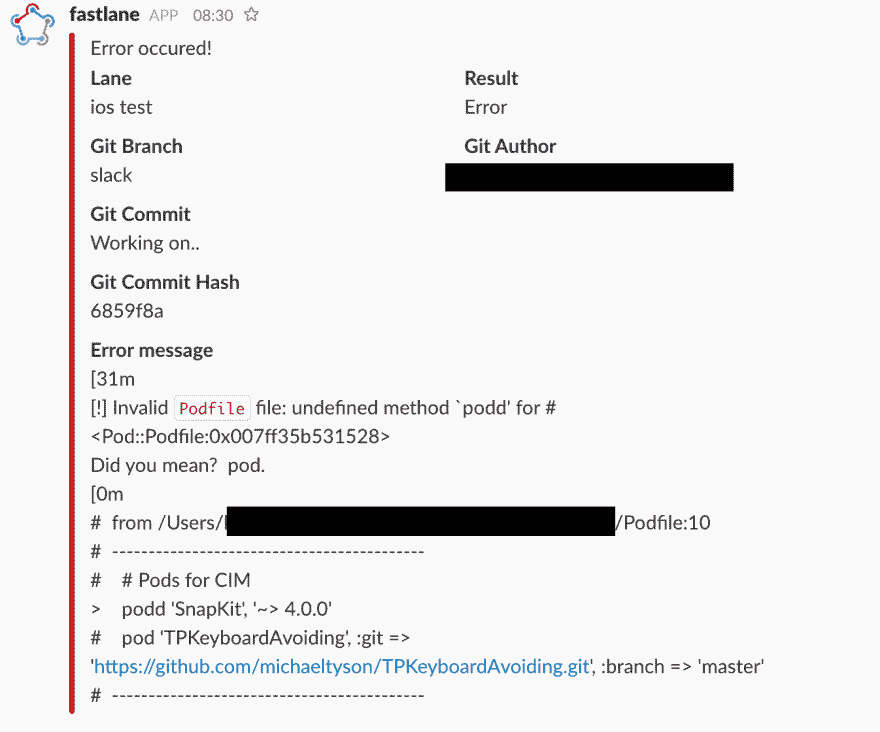 fastlane APP 08:30
Error occured!
Lane Result
ios test Error
Git Branch Git Author
slack
Git Commit
Working on..
Git Commit Hash
6859f8a
Error message
[31m
[!] Invalid Podfile file: undefined method `podd' for #
<Pod::Podfile:0x007ff35b531528>
Did you mean?  pod.
[0m
#  from /Users/ /Podfile:10
#  -------------------------------------------
#    # Pods for CIM
>    podd 'SnapKit', '~> 4.0.0'
#    pod 'TPKeyboardAvoiding', :git =>
'https://github.com/michaeltyson/TPKeyboardAvoiding.git', :branch => 'master'
#  -------------------------------------------